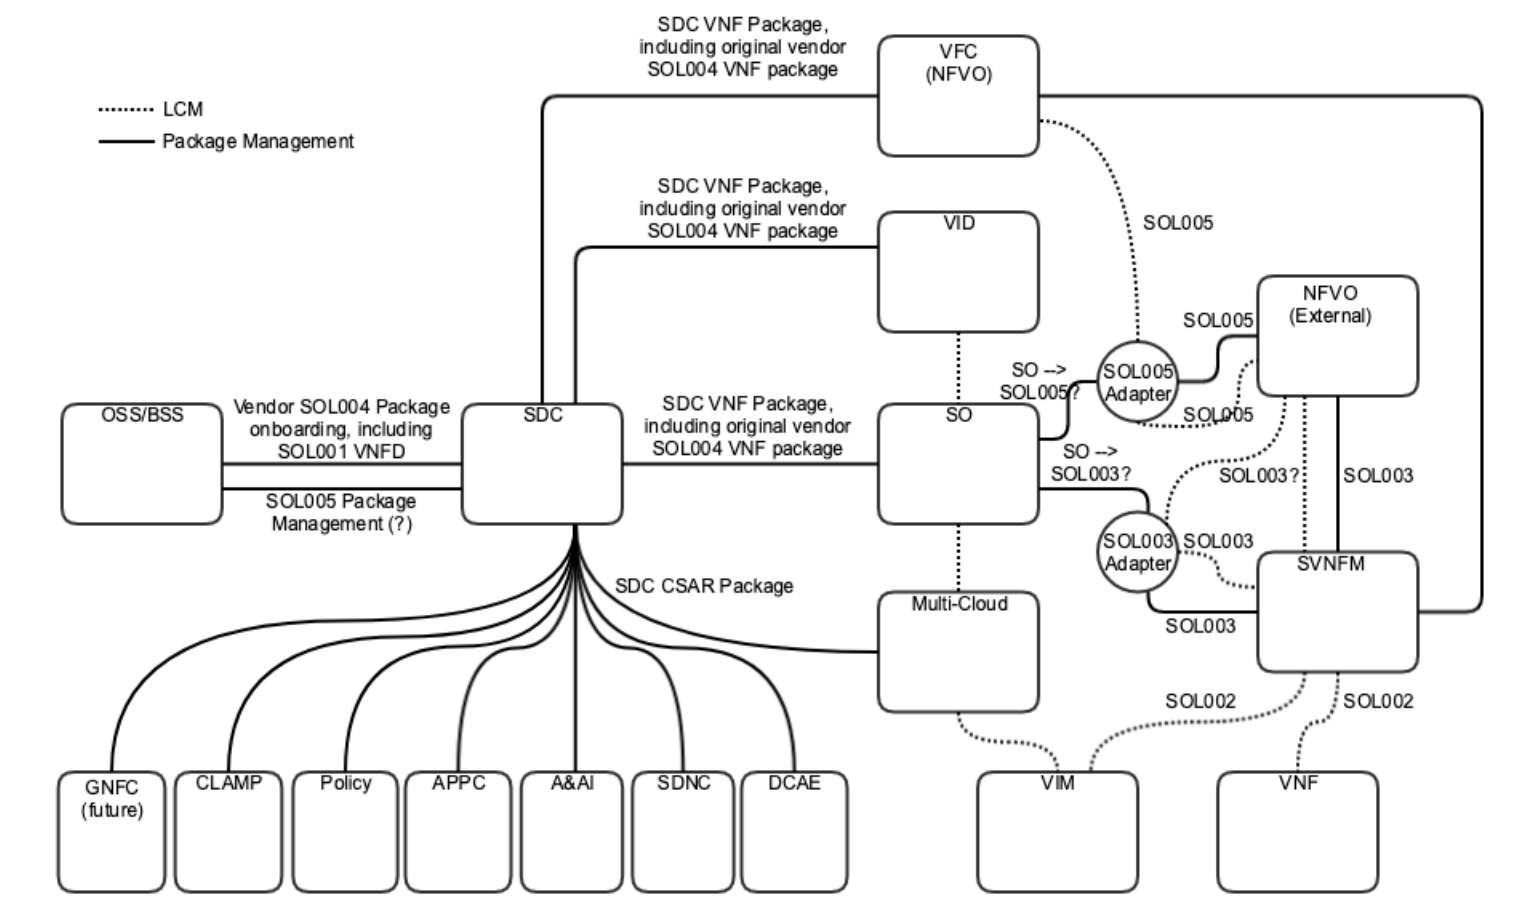 SDC VNF Package,
including original vendor
SOL004 VNF package
VFC
(NFVO)
LCM
Package Management
SDC VNF Package,
including original vendor
SOL004 VNF package
VID
SOL005
NFVO
(External)
SOL005
SO -->
SOL005?
SOL005
Adapter
SOL005
OSS/BSS
Vendor SOL004 Package
onboarding, including
SOL001 VNFD
SDC
SDC VNF Package,
including original vendor
SOL004 VNF package
SO
SO -->
SOL003?
SOL003?
SOL003
SOL005 Package
Management (?)
SOL003
Adapter
SOL003
SVNFM
SDC CSAR Package
Multi-Cloud
SOL003
SOL002
SOL002
GNFC
(future)
CLAMP
Policy
APPC
A&AI
SDNC
DCAE
VIM
VNF